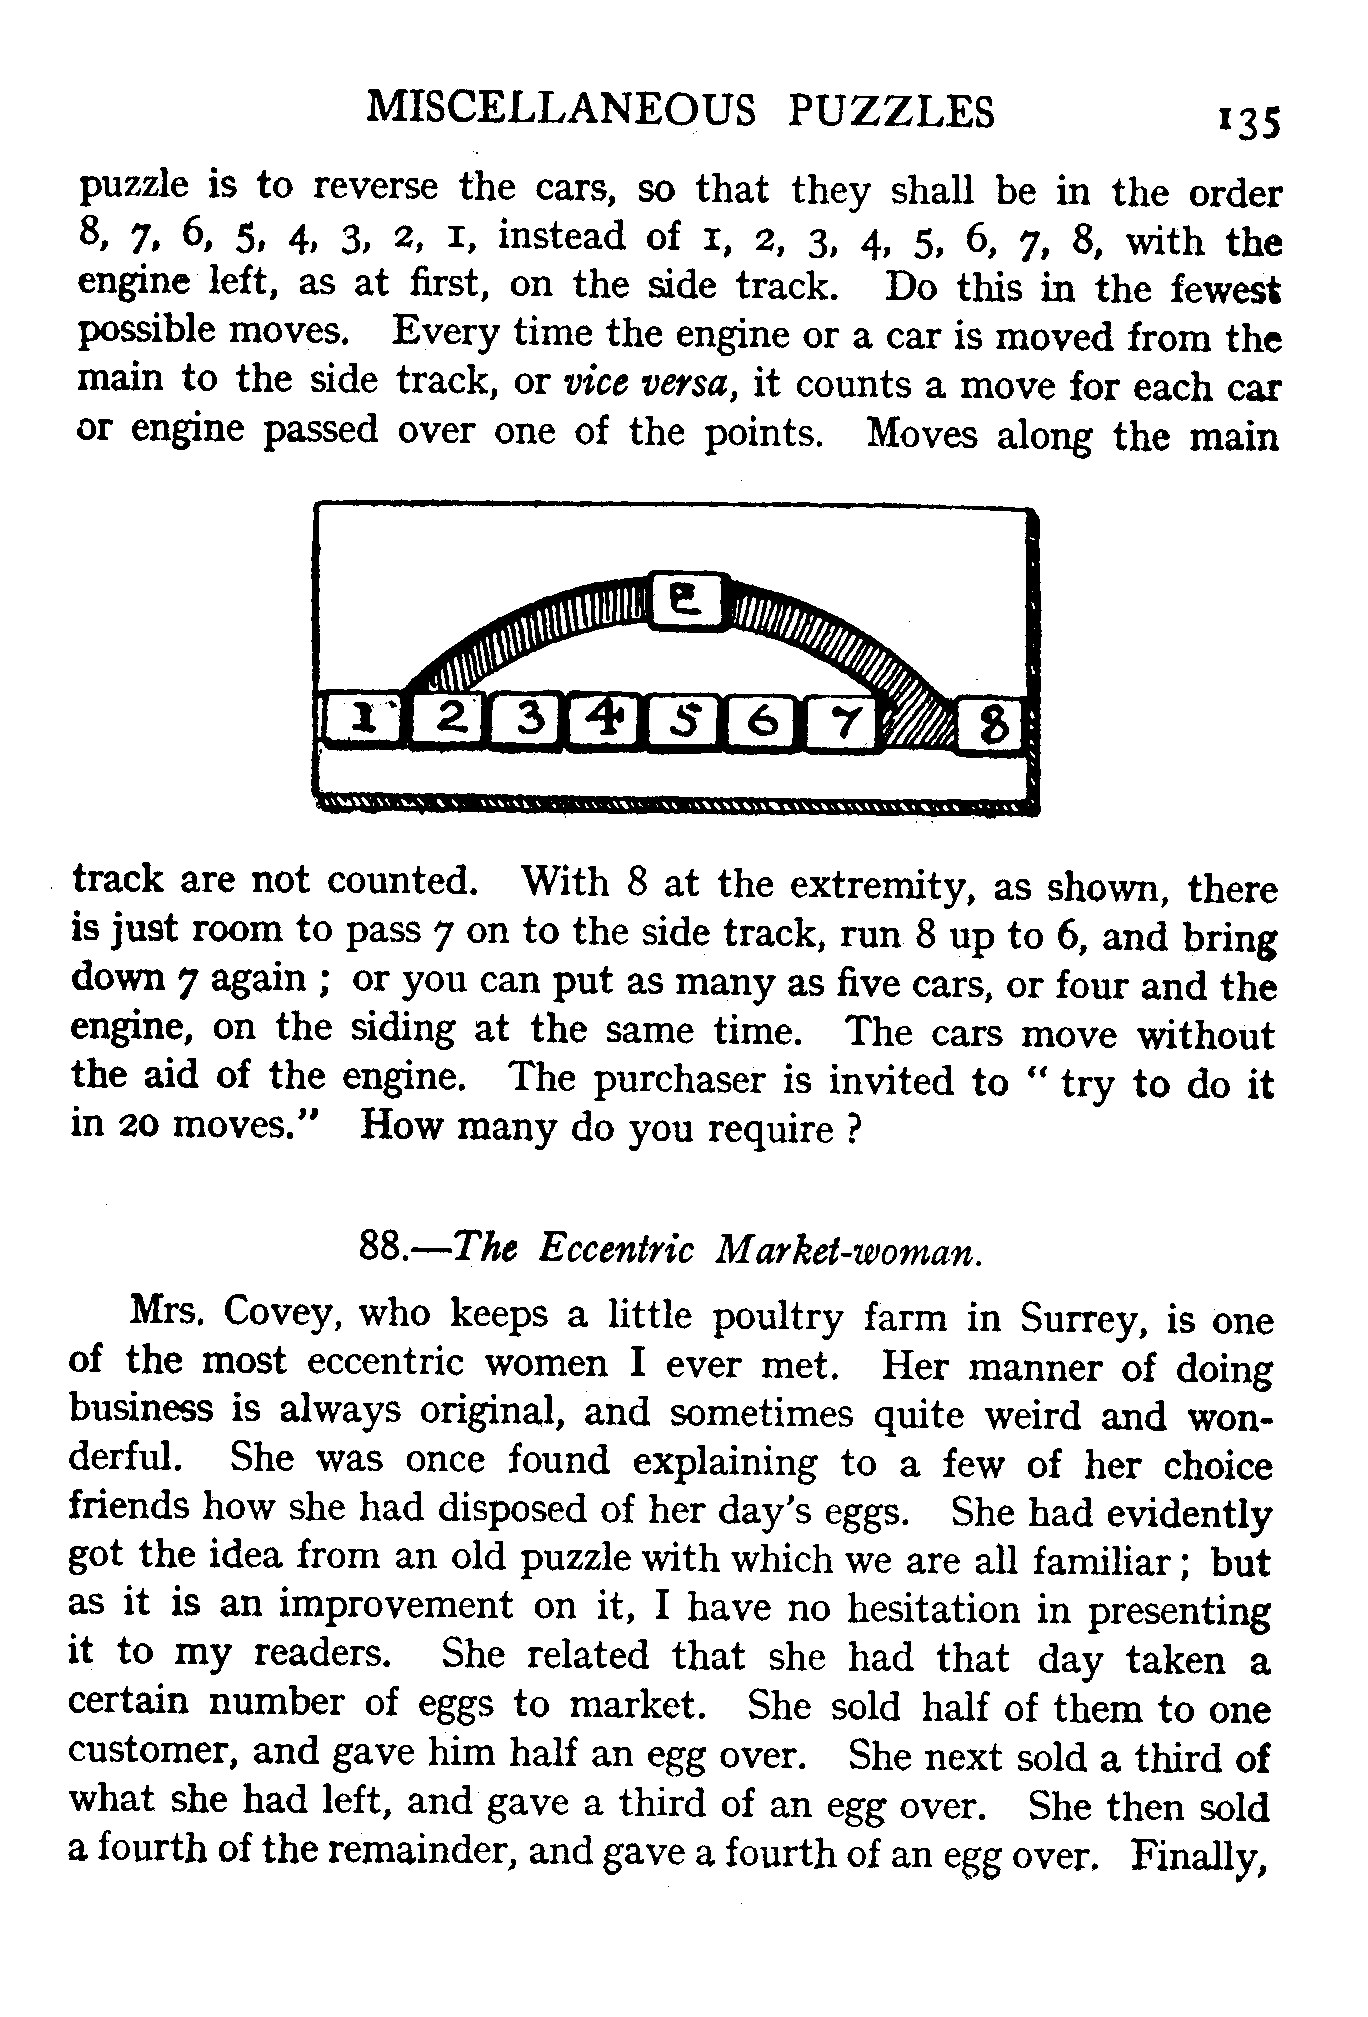 MISCELLANEOUS PUZZLES 135
puzzle is to reverse the cars, so that they shall be in the order
8, 7, 6, 5, 4, 3, 2, 1, instead of 1, 2, 3, 4, 5, 6, 7, 8, with the
engine left, as at first, on the side track. Do this in the fewest
possible moves. Every time the engine or a car is moved from the
main to the side track, or vice versa, it counts a move for each car
or engine passed over one of the points. Moves along the main
e
1 2 3 4 5 6 7 8
track are not counted. With 8 at the extremity, as shown, there
is just room to pass 7 on to the side track, run 8 up to 6, and bring
down 7 again ; or you can put as many as five cars, or four and the
engine, on the siding at the same time. The cars move without
the aid of the engine. The purchaser is invited to “ try to do it
in 20 moves.” How many do you require ?
88.—The Eccentric Market-woman.
Mrs. Covey, who keeps a little poultry farm in Surrey, is one
of the most eccentric women I ever met. Her manner of doing
business is always original, and sometimes quite weird and won-
derful. She was once found explaining to a few of her choice
friends how she had disposed of her day's eggs. She had evidently
got the idea from an old puzzle with which we are all familiar ; but
as it is an improvement on it, I have no hesitation in presenting
it to my readers. She related that she had that day taken a
certain number of eggs to market. She sold half of them to one
customer, and gave him half an egg over. She next sold a third of
what she had left, and gave a third of an egg over. She then sold
a fourth of the remainder, and gave a fourth of an egg over. Finally,